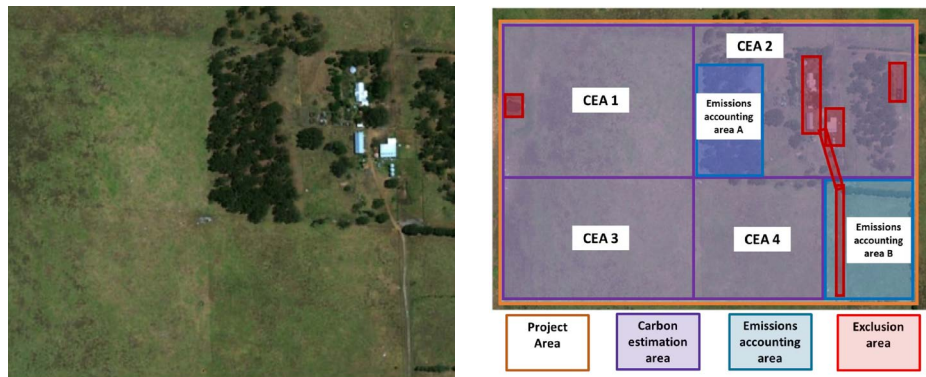 CEA 1
CEA 2
Emissions
accounting
area A
CEA 3
CEA 4
Emissions
accounting
area B
Project
Area
Carbon
estimation
area
Emissions
accounting
area
Exclusion
area